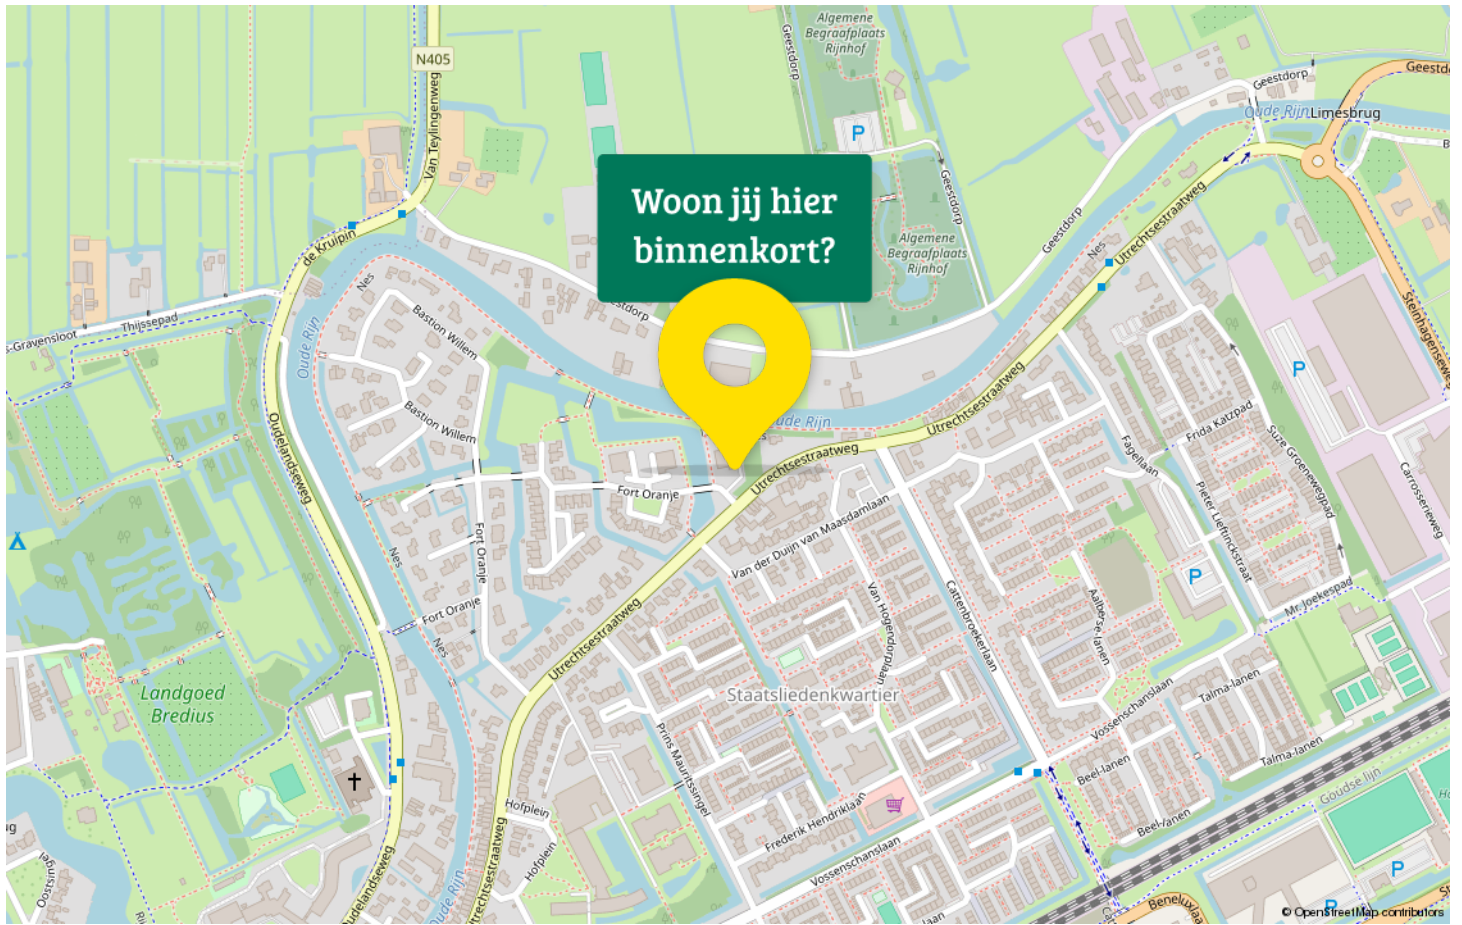 Algemene
Begraafplaats
Rijnhof
Geestdorp
N405
Van Teylingenweg
Geestdorp
Oude Rijn
Limesbrug
Woon jij hier
binnenkort?
Geestdorp
Geestdorp
Algemene
Begraafplaats
Rijnhof
Utrechtsestraatweg
Nes
de Kruipin
Nes
Steinhagenseweg
s-Gravensloot
Thijssepad
Oude Rijn
Bastion Willem
Bastion Willem
Oude Rijn
Utrechtsestraatweg
Utrechtsestraatweg
Frida Katzpad
Suze Groenewegpad
Fagellaan
Carrosserieweg
Oudelandseweg
Fort Oranje
Pieter Lieftinckstraat
Van der Duijn van Maasdamlaan
Nes
Fort Oranje
Fort Oranje
Nes
Utrechtsestraatweg
Van Hogendorplaan
Cattenbroekerlaan
Aalberse-lanen
Mr. Joekespad
Landgoed
Bredius
Staatsliedenkwartier
Vossenschanslaan
Talma-lanen
Talma-lanen
Prins Mauritssingel
Beel-lanen
Beel-lanen
Goudse lijn
Hofplein
Hofplein
Frederik Hendriklaan
Vossenschanslaan
Oostsingel
Oudelandseweg
Oude Rijn
Utrechtsestraatweg
Beneluxlaan
P
P
P
P
P
© OpenStreetMap contributors